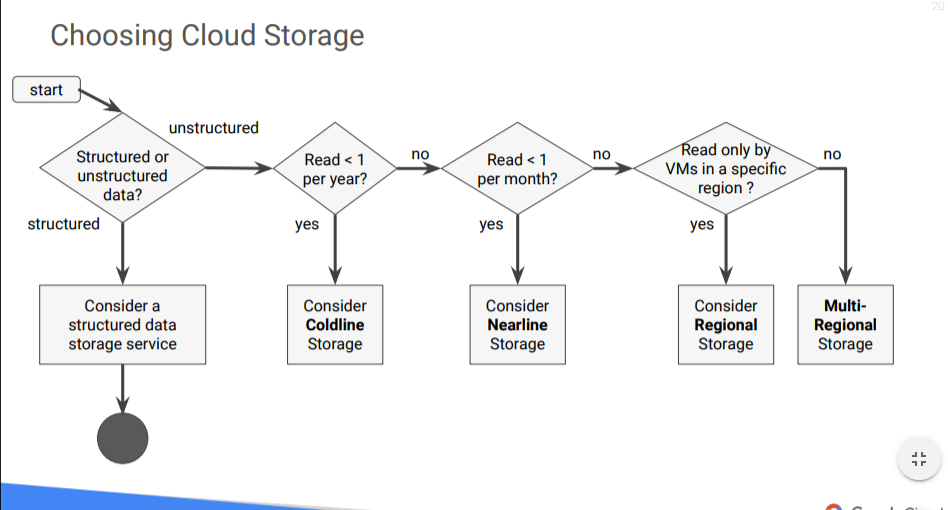 20
Choosing Cloud Storage
start
unstructured
Structured or
unstructured
data?
structured
Read < 1
per year?
no
yes
Read < 1
per month?
no
yes
Read only by
VMs in a specific
region ?
no
yes
Consider a
structured data
storage service
Consider
Coldline
Storage
Consider
Nearline
Storage
Consider
Regional
Storage
Multi-
Regional
Storage